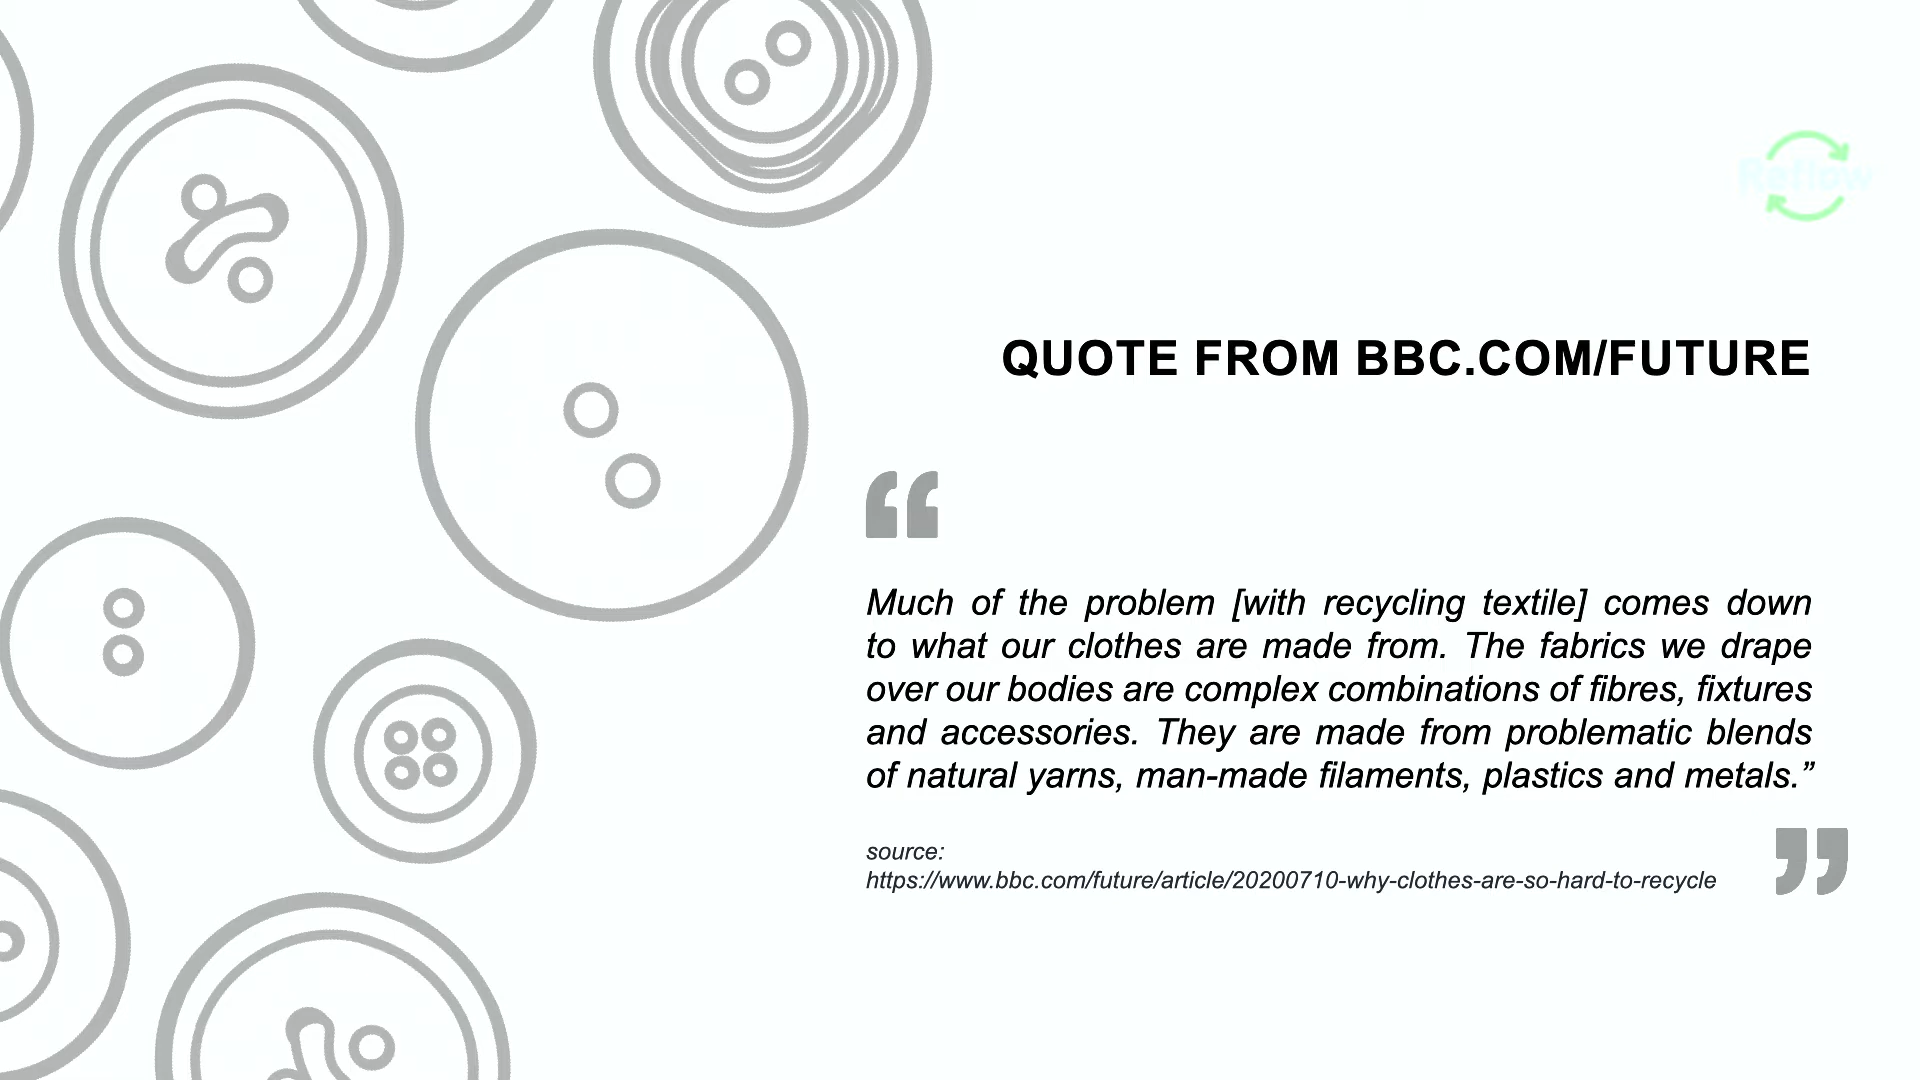 Reflow
QUOTE FROM BBC.COM/FUTURE
“
Much of the problem [with recycling textile] comes down
to what our clothes are made from. The fabrics we drape
over our bodies are complex combinations of fibres, fixtures
and accessories. They are made from problematic blends
of natural yarns, man-made filaments, plastics and metals.”
source:
https://www.bbc.com/future/article/20200710-why-clothes-are-so-hard-to-recycle
”